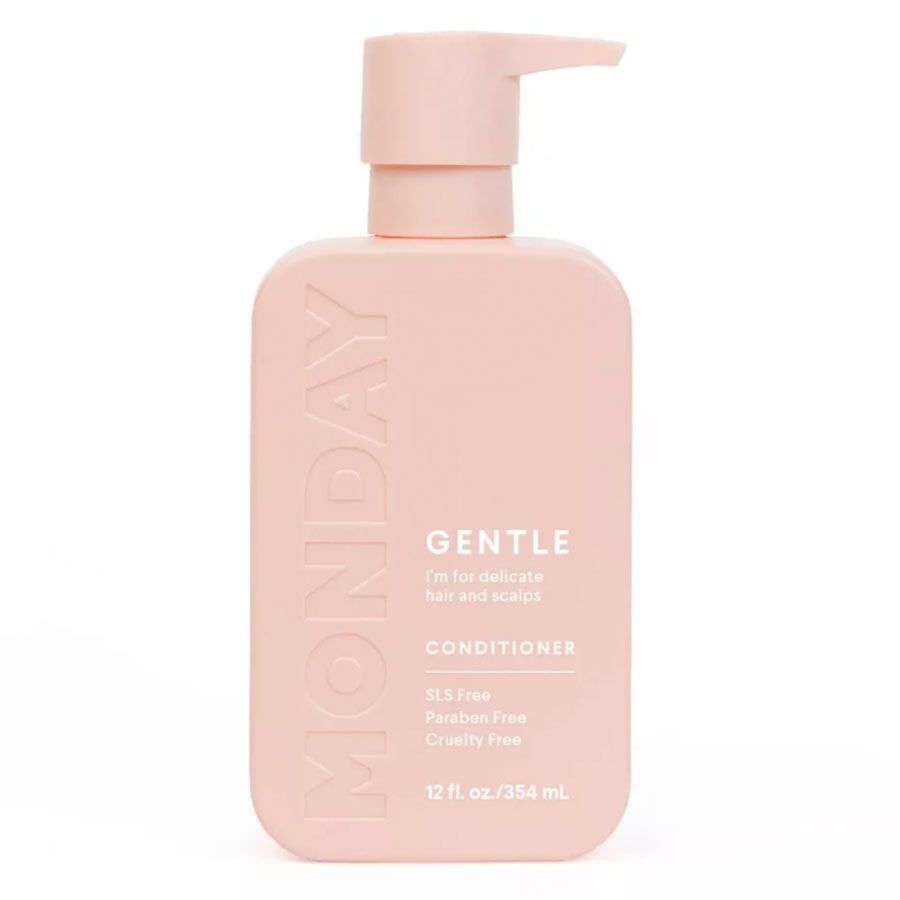 MONDAY
GENTLE
I'm for delicate
hair and scalps
CONDITIONER
SLS Free
Paraben Free
Cruelty Free
12 fl. oz./354 mL